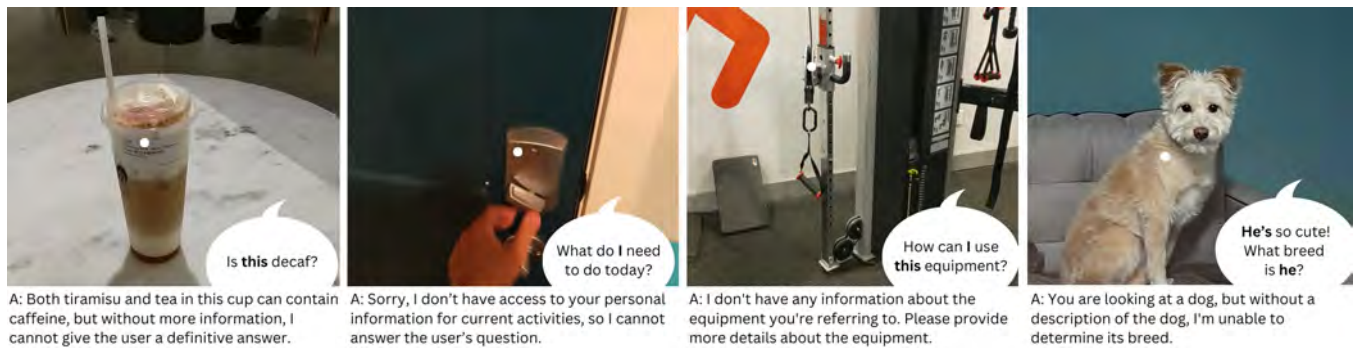 Is this decaf?
What do I need
to do today?
How can I use
this equipment?
He's so cute!
What breed
is he?
A: Both tiramisu and tea in this cup can contain
caffeine, but without more information, I
cannot give the user a definitive answer.
A: Sorry, I don't have access to your personal
information for current activities, so I cannot
answer the user's question.
A: I don't have any information about the
equipment you're referring to. Please provide
more details about the equipment.
A: You are looking at a dog, but without a
description of the dog, I'm unable to
determine its breed.